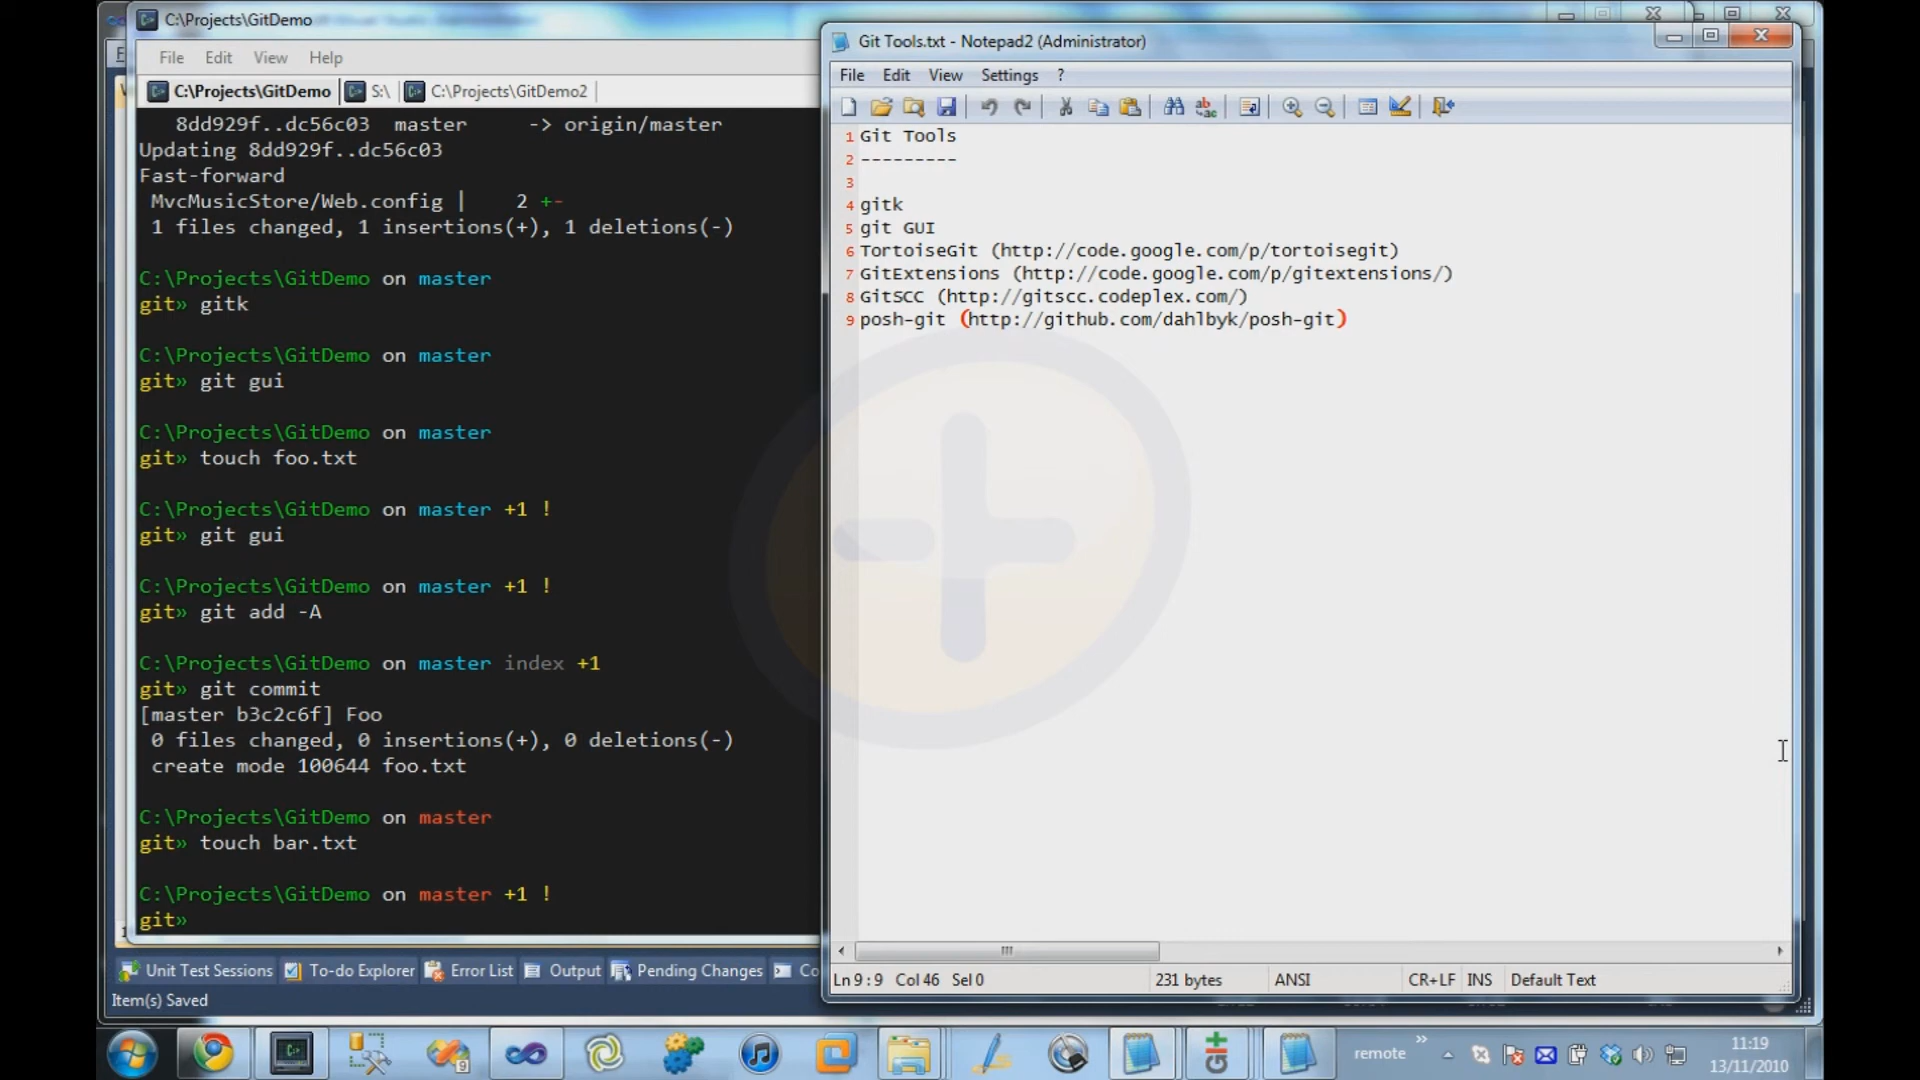 C:\Projects\GitDemo
File Edit View Help
C:\Projects\GitDemo S:\ C:\Projects\GitDemo2
8dd929f..dc56c03 master -> origin/master
Updating 8dd929f..dc56c03
Fast-forward
MvcMusicStore/Web.config | 2 +-
1 files changed, 1 insertions(+), 1 deletions(-)
C:\Projects\GitDemo on master
git» gitk
C:\Projects\GitDemo on master
git» git gui
C:\Projects\GitDemo on master
git» touch foo.txt
C:\Projects\GitDemo on master +1 !
git» git gui
C:\Projects\GitDemo on master +1 !
git» git add -A
C:\Projects\GitDemo on master index +1
git» git commit
[master b3c2c6f] Foo
0 files changed, 0 insertions(+), 0 deletions(-)
create mode 100644 foo.txt
C:\Projects\GitDemo on master
git» touch bar.txt
C:\Projects\GitDemo on master +1 !
git»
Git Tools.txt - Notepad2 (Administrator)
File Edit View Settings ?
1 Git Tools
2 ---------
3
4 gitk
5 git GUI
6 TortoiseGit (http://code.google.com/p/tortoisegit)
7 GitExtensions (http://code.google.com/p/gitextensions/)
8 GitSCC (http://gitscc.codeplex.com/)
9 posh-git (http://github.com/dahlbyk/posh-git)
Ln 9 : 9 Col 46 Sel 0 231 bytes ANSI CR+LF INS Default Text
Unit Test Sessions To-do Explorer Error List Output Pending Changes Co
Item(s) Saved
remote 11:19
13/11/2010